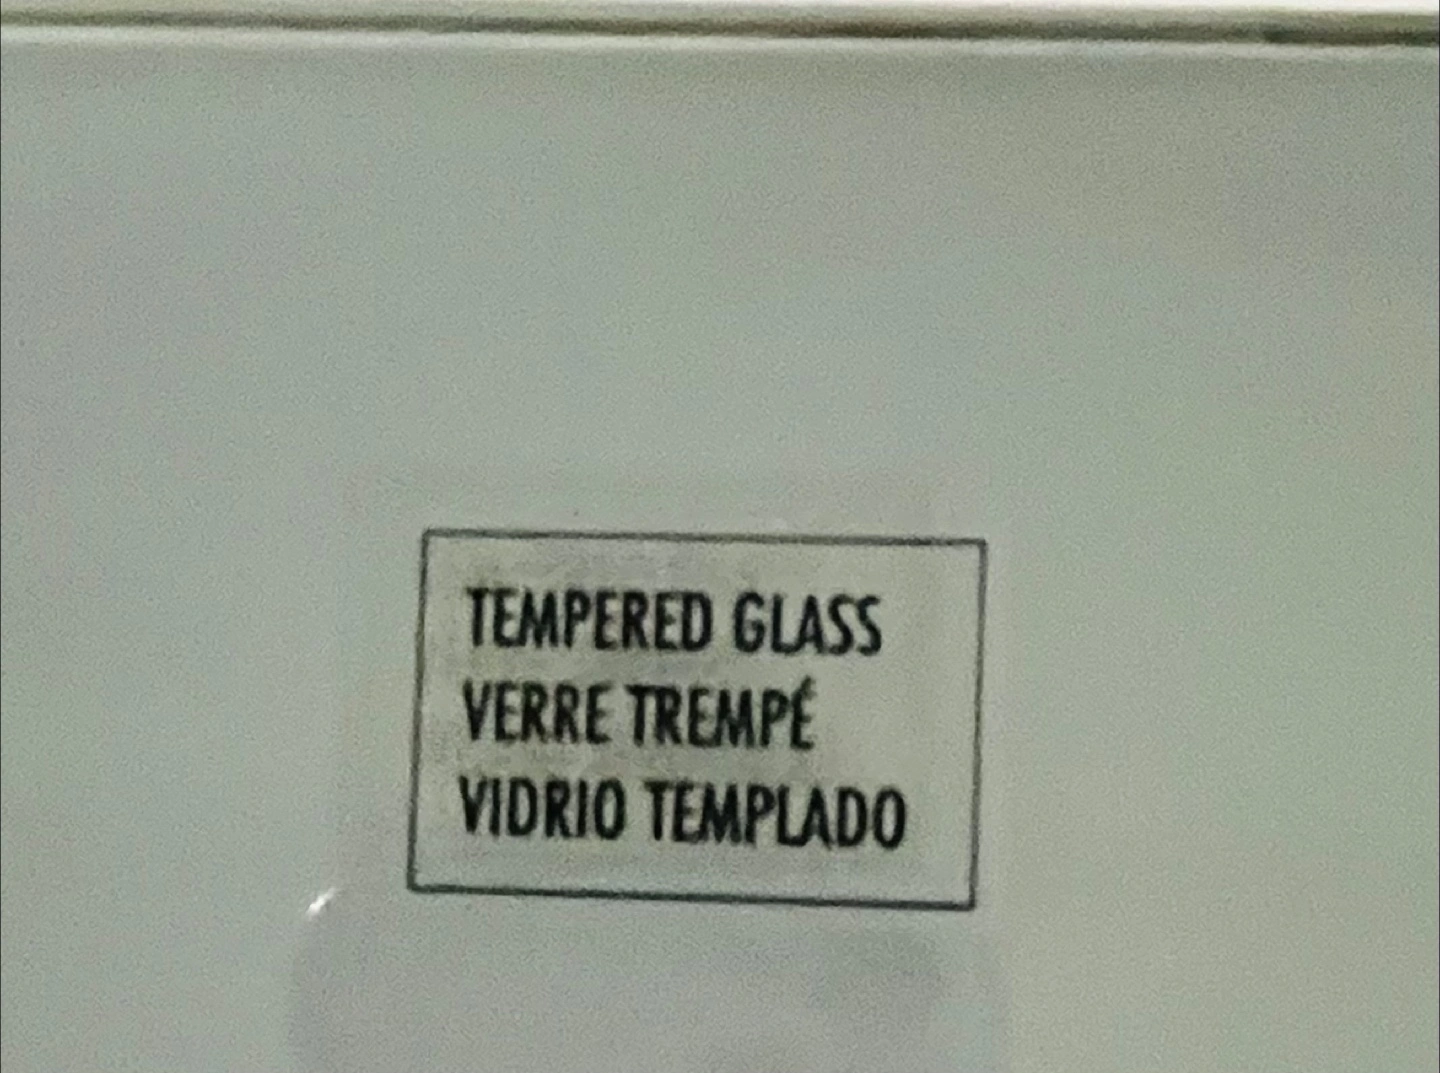 TEMPERED GLASS
VERRE TREMPÉ
VIDRIO TEMPLADO